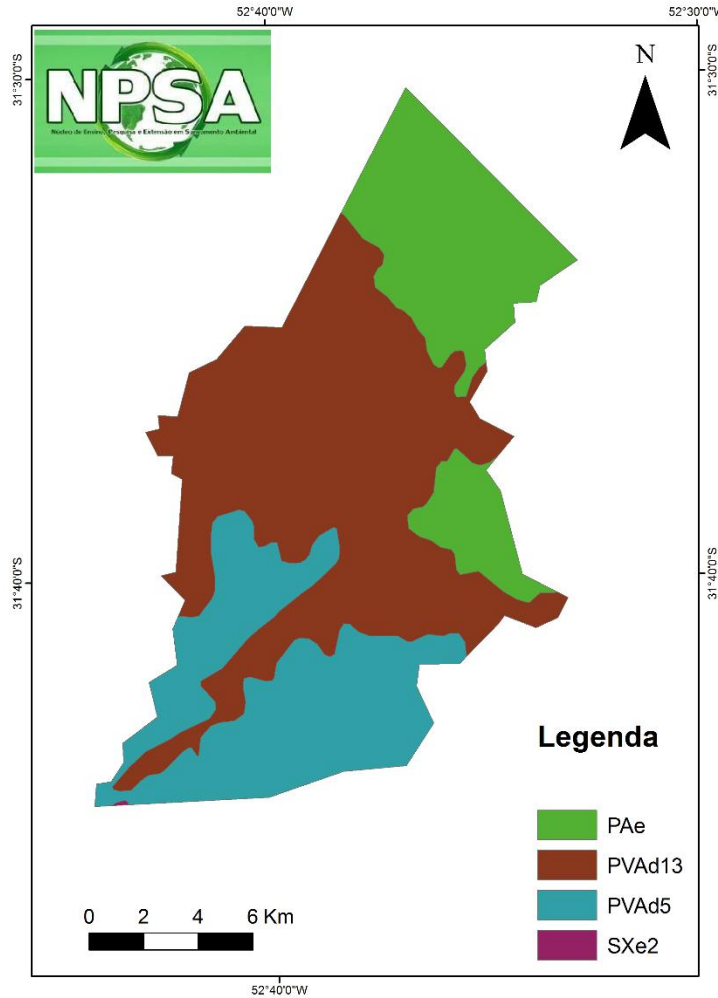 52°40'0"W
52°30'0"W
31°30'0"S
31°30'0"S
NPSA
Núcleo de Ensino, Pesquisa e Extensão em Saneamento Ambiental
N
31°40'0"S
31°40'0"S
Legenda
PAe
PVAd13
PVAd5
SXe2
0 2 4 6 Km
52°40'0"W